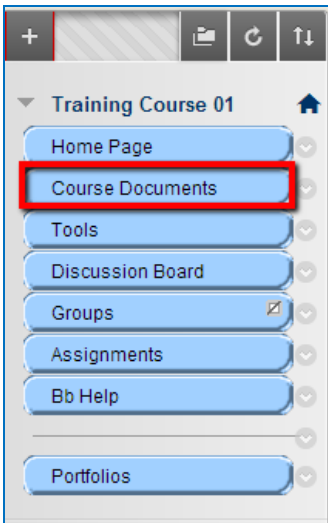 Training Course 01
Home Page
Course Documents
Tools
Discussion Board
Groups
Assignments
Bb Help
Portfolios